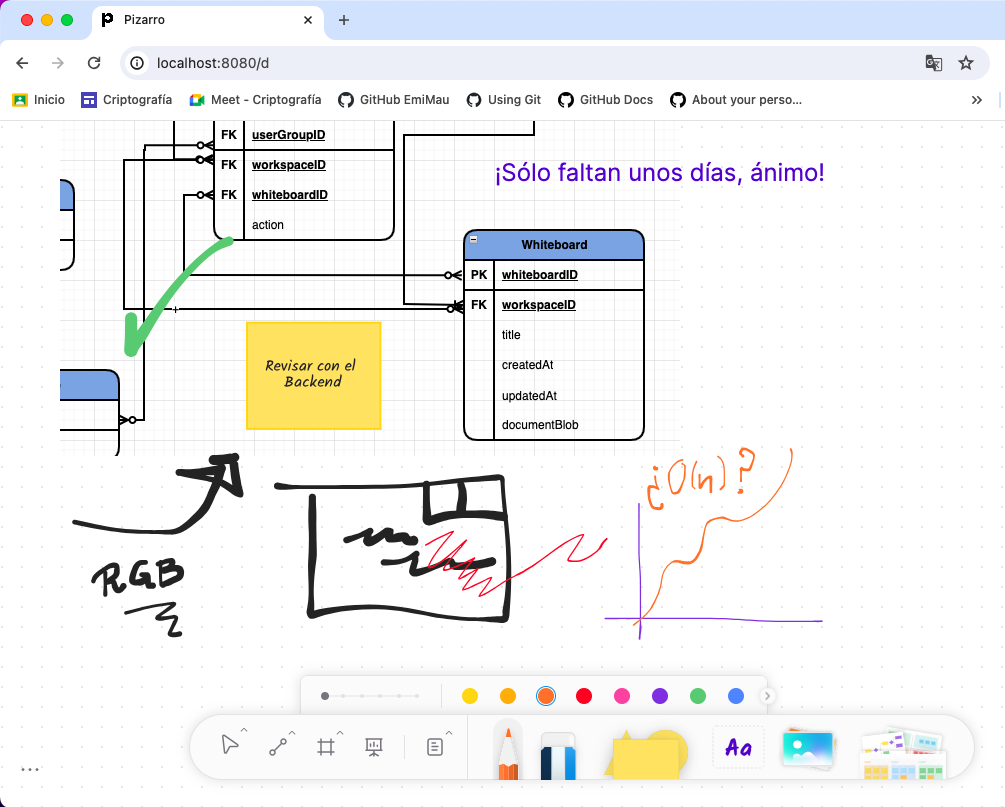 Pizarro
localhost:8080/d
Inicio
Criptografía
Meet - Criptografía
GitHub EmiMau
Using Git
GitHub Docs
About your perso...
FK userGroupID
FK workspaceID
FK whiteboardID
action
¡Sólo faltan unos días, ánimo!
Whiteboard
PK whiteboardID
FK workspaceID
title
createdAt
updatedAt
documentBlob
Revisar con el
Backend
RGB
¿O(n)?
Aa